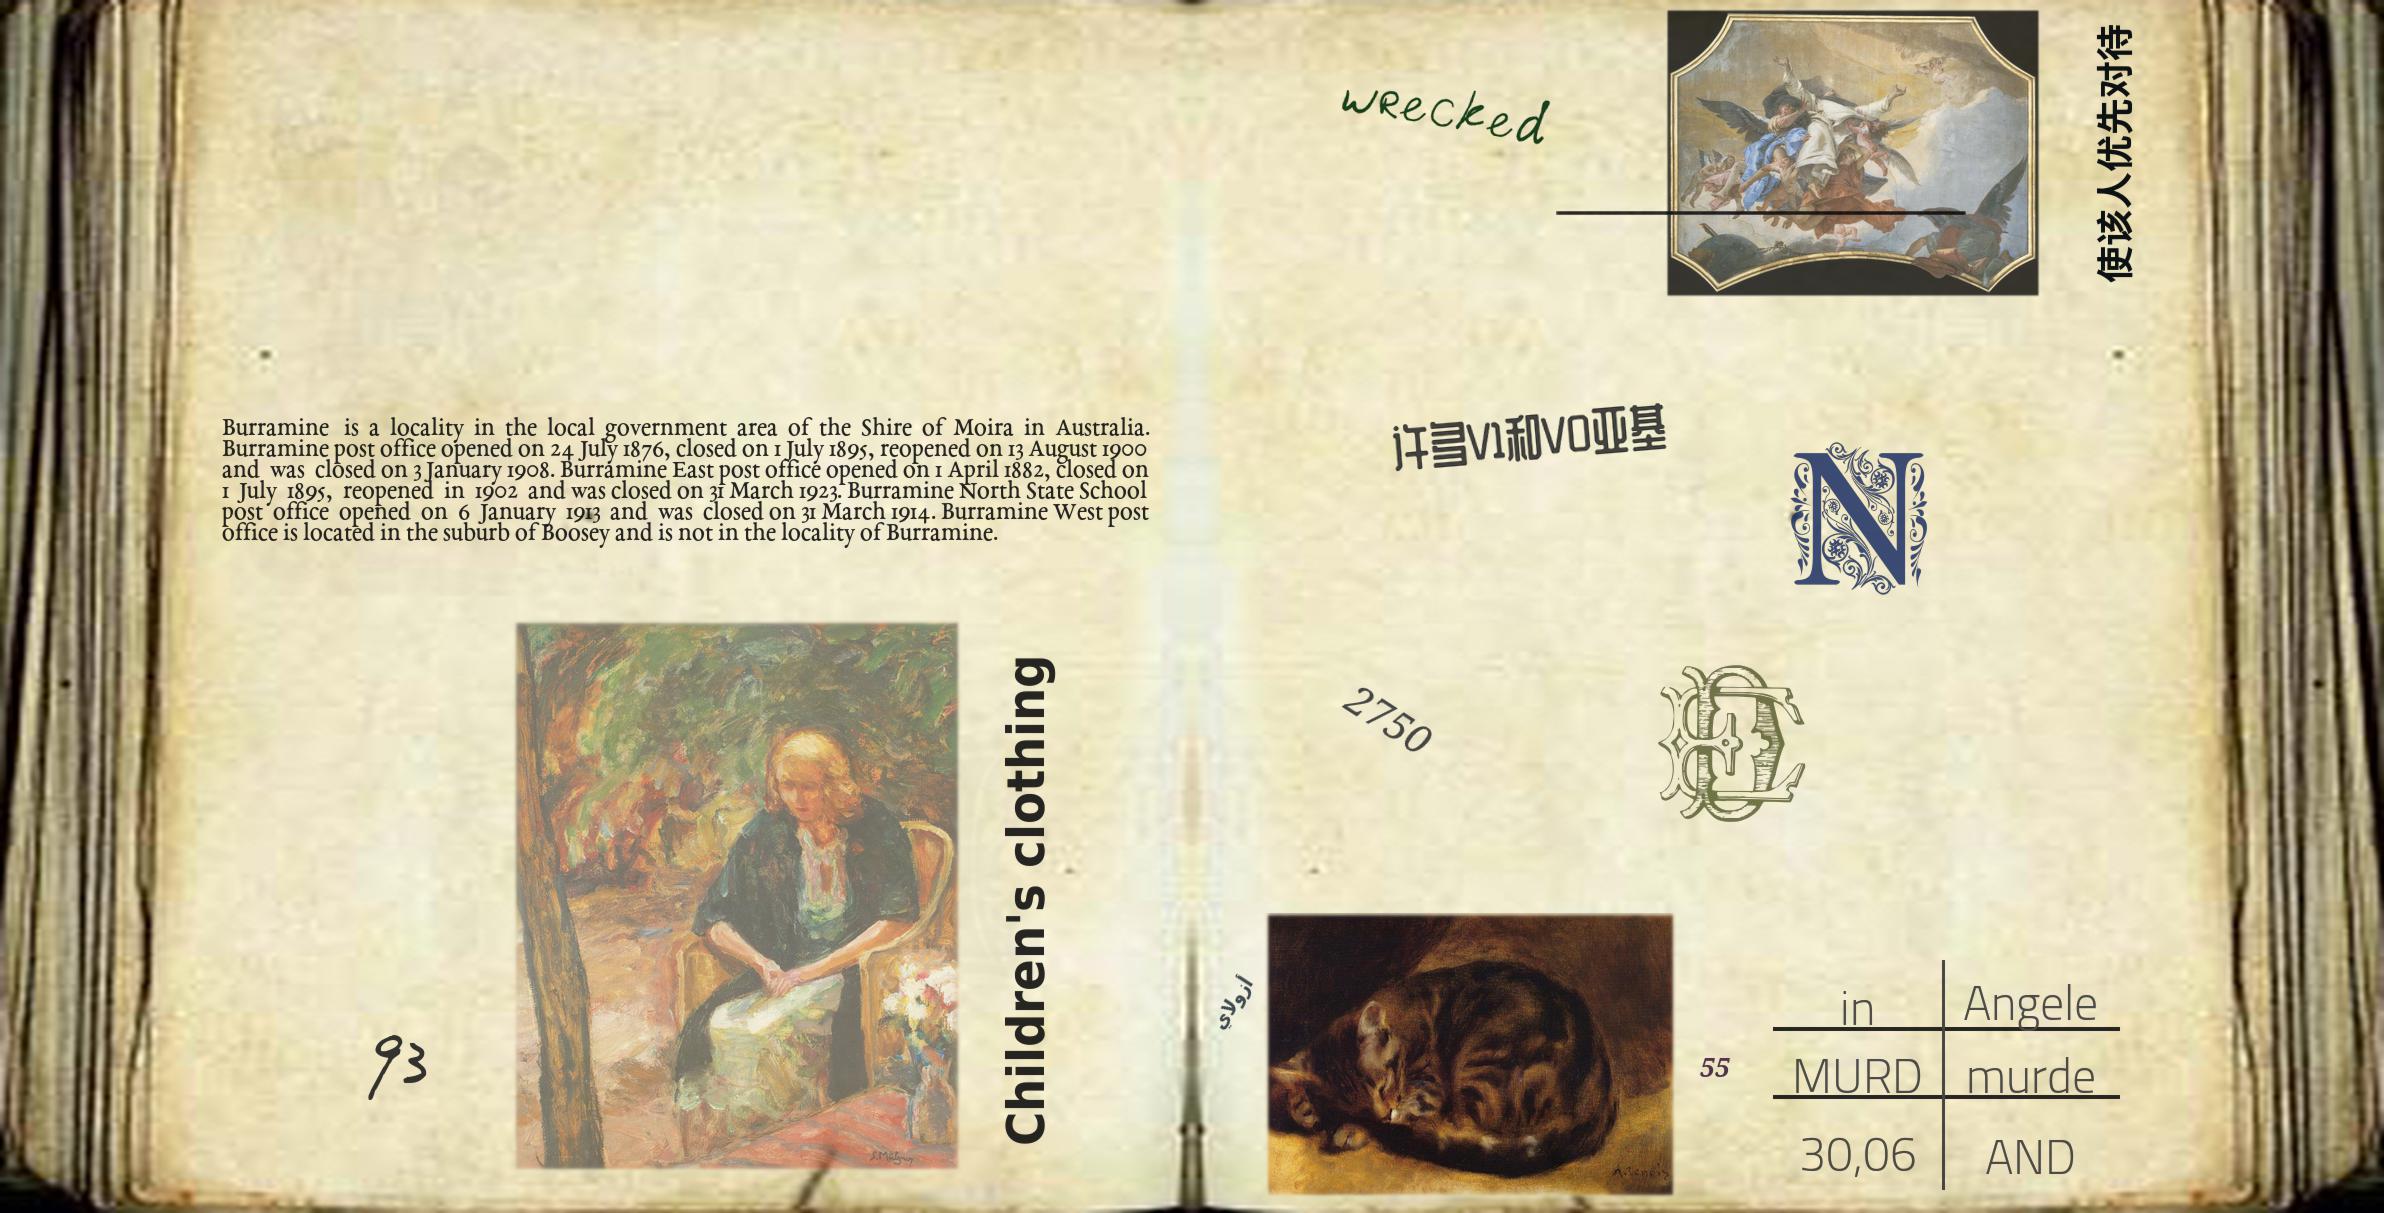 Burramine is a locality in the local government area of the Shire of Moira in Australia.
Burramine post office opened on 24 July 1876, closed on 1 July 1895, reopened on 13 August 1900
and was closed on 3 January 1908. Burramine East post office opened on 1 April 1882, closed on
1 July 1895, reopened in 1902 and was closed on 31 March 1923. Burramine North State School
post office opened on 6 January 1913 and was closed on 31 March 1914. Burramine West post
office is located in the suburb of Boosey and is not in the locality of Burramine.
Children's clothing
93
wrecked
使该人优先对待
许多V1和V0亚基
N
2750
أزولاي
55
in Angele
MURD murde
30,06 AND